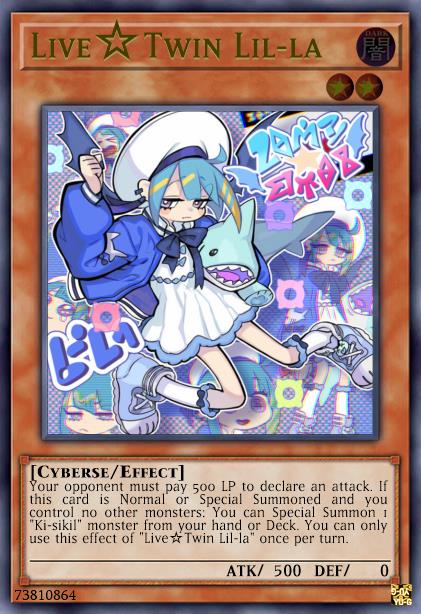 Live☆Twin Lil-la
DARK
闇
[Cyberse/Effect]
Your opponent must pay 500 LP to declare an attack. If
this card is Normal or Special Summoned and you
control no other monsters: You can Special Summon 1
"Ki-sikil" monster from your hand or Deck. You can only
use this effect of "Live☆Twin Lil-la" once per turn.
ATK/ 500 DEF/ 0
73810864